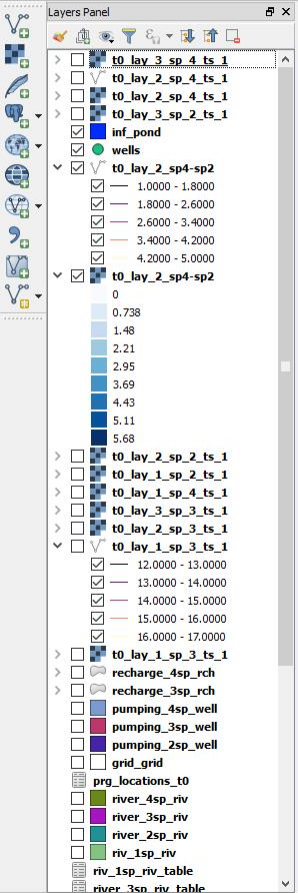 Layers Panel
t0_lay_3_sp_4_ts_1
t0_lay_2_sp_4_ts_1
t0_lay_2_sp_4_ts_1
t0_lay_3_sp_2_ts_1
inf_pond
wells
t0_lay_2_sp4-sp2
1.0000 - 1.8000
1.8000 - 2.6000
2.6000 - 3.4000
3.4000 - 4.2000
4.2000 - 5.0000
t0_lay_2_sp4-sp2
0
0.738
1.48
2.21
2.95
3.69
4.43
5.11
5.68
t0_lay_2_sp_2_ts_1
t0_lay_1_sp_2_ts_1
t0_lay_1_sp_4_ts_1
t0_lay_3_sp_3_ts_1
t0_lay_2_sp_3_ts_1
t0_lay_1_sp_3_ts_1
12.0000 - 13.0000
13.0000 - 14.0000
14.0000 - 15.0000
15.0000 - 16.0000
16.0000 - 17.0000
t0_lay_1_sp_3_ts_1
recharge_4sp_rch
recharge_3sp_rch
pumping_4sp_well
pumping_3sp_well
pumping_2sp_well
grid_grid
prg_locations_t0
river_4sp_riv
river_3sp_riv
river_2sp_riv
riv_1sp_riv
riv_1sp_riv_table
river_3sp_riv_table